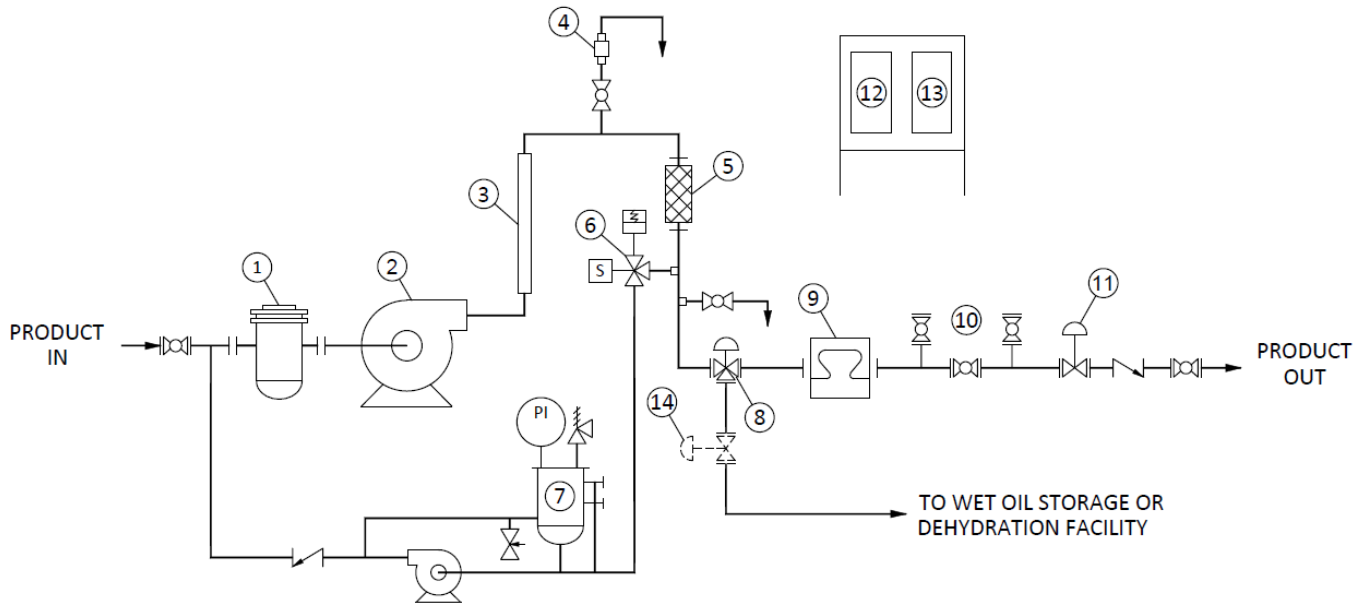 4
12 13
5
3
6
S
1
2
9
10
11
PRODUCT
IN
PRODUCT
OUT
14
8
PI
7
TO WET OIL STORAGE OR
DEHYDRATION FACILITY